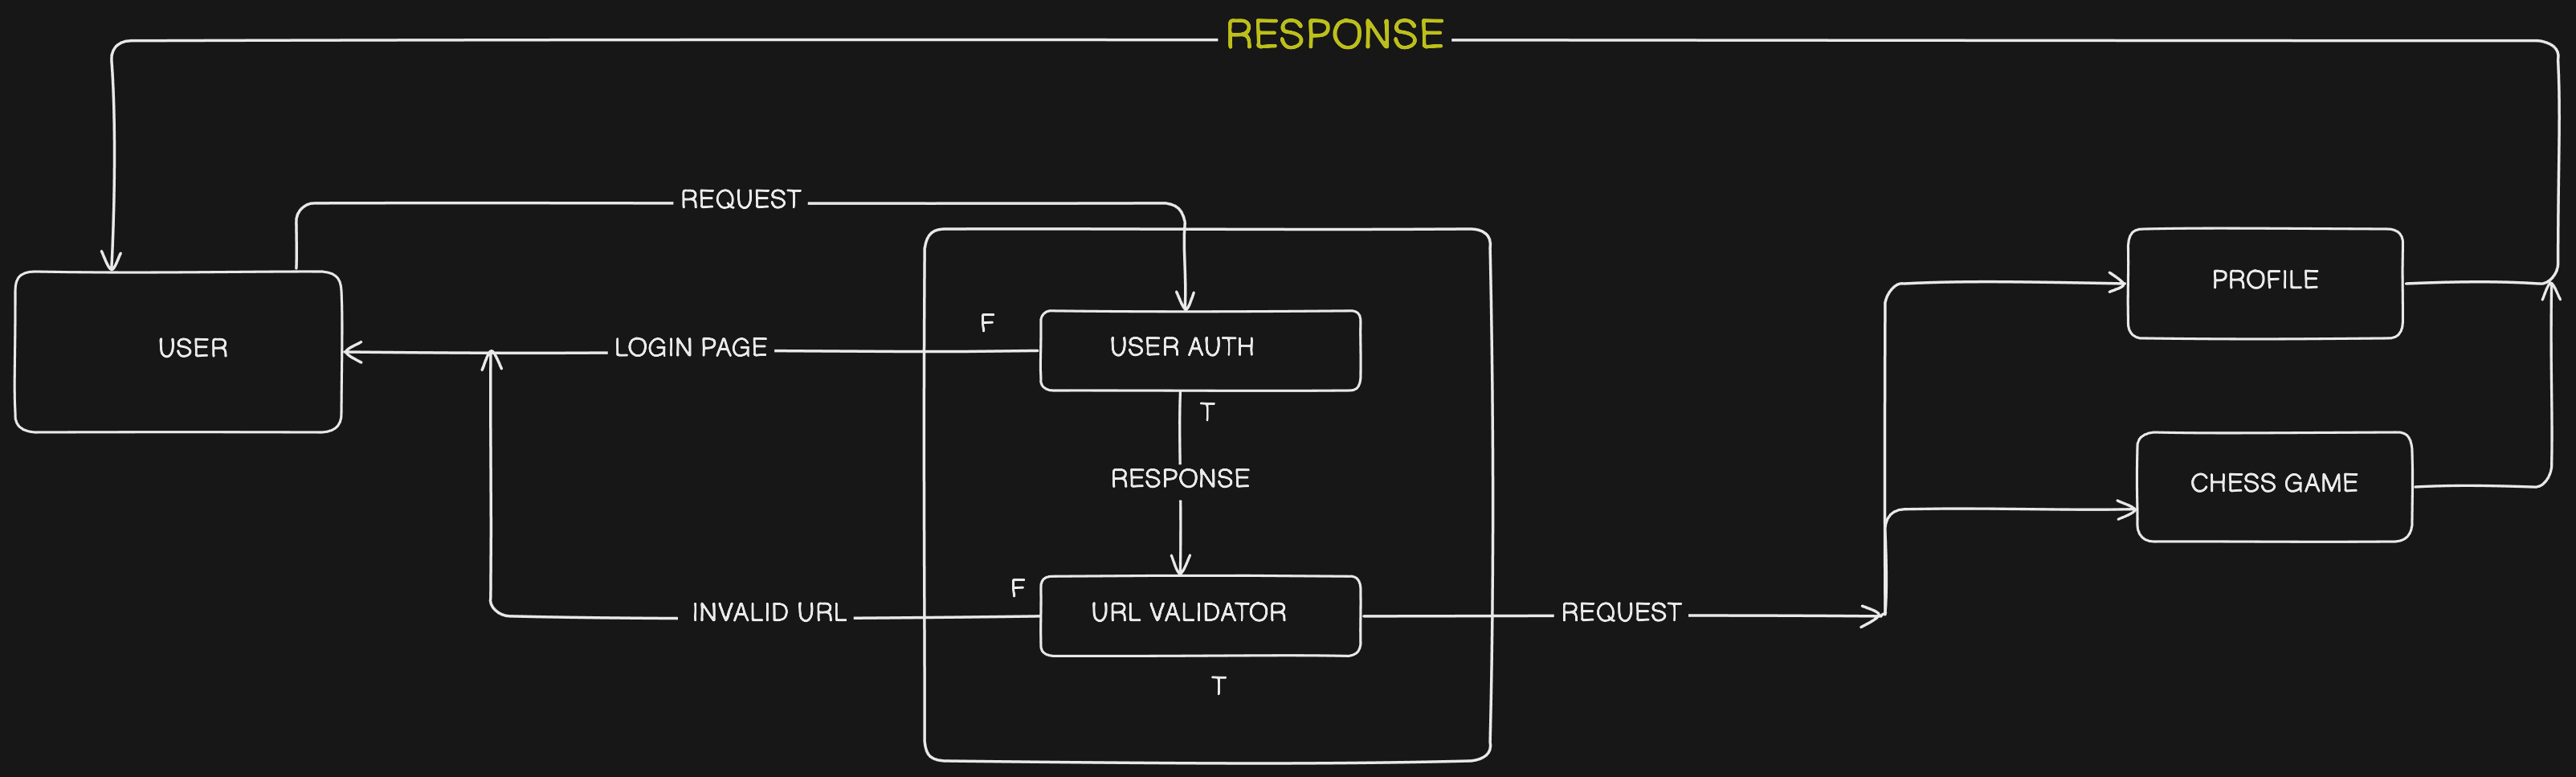 RESPONSE
REQUEST
PROFILE
F
USER
LOGIN PAGE
USER AUTH
T
RESPONSE
CHESS GAME
F
INVALID URL
URL VALIDATOR
REQUEST
T